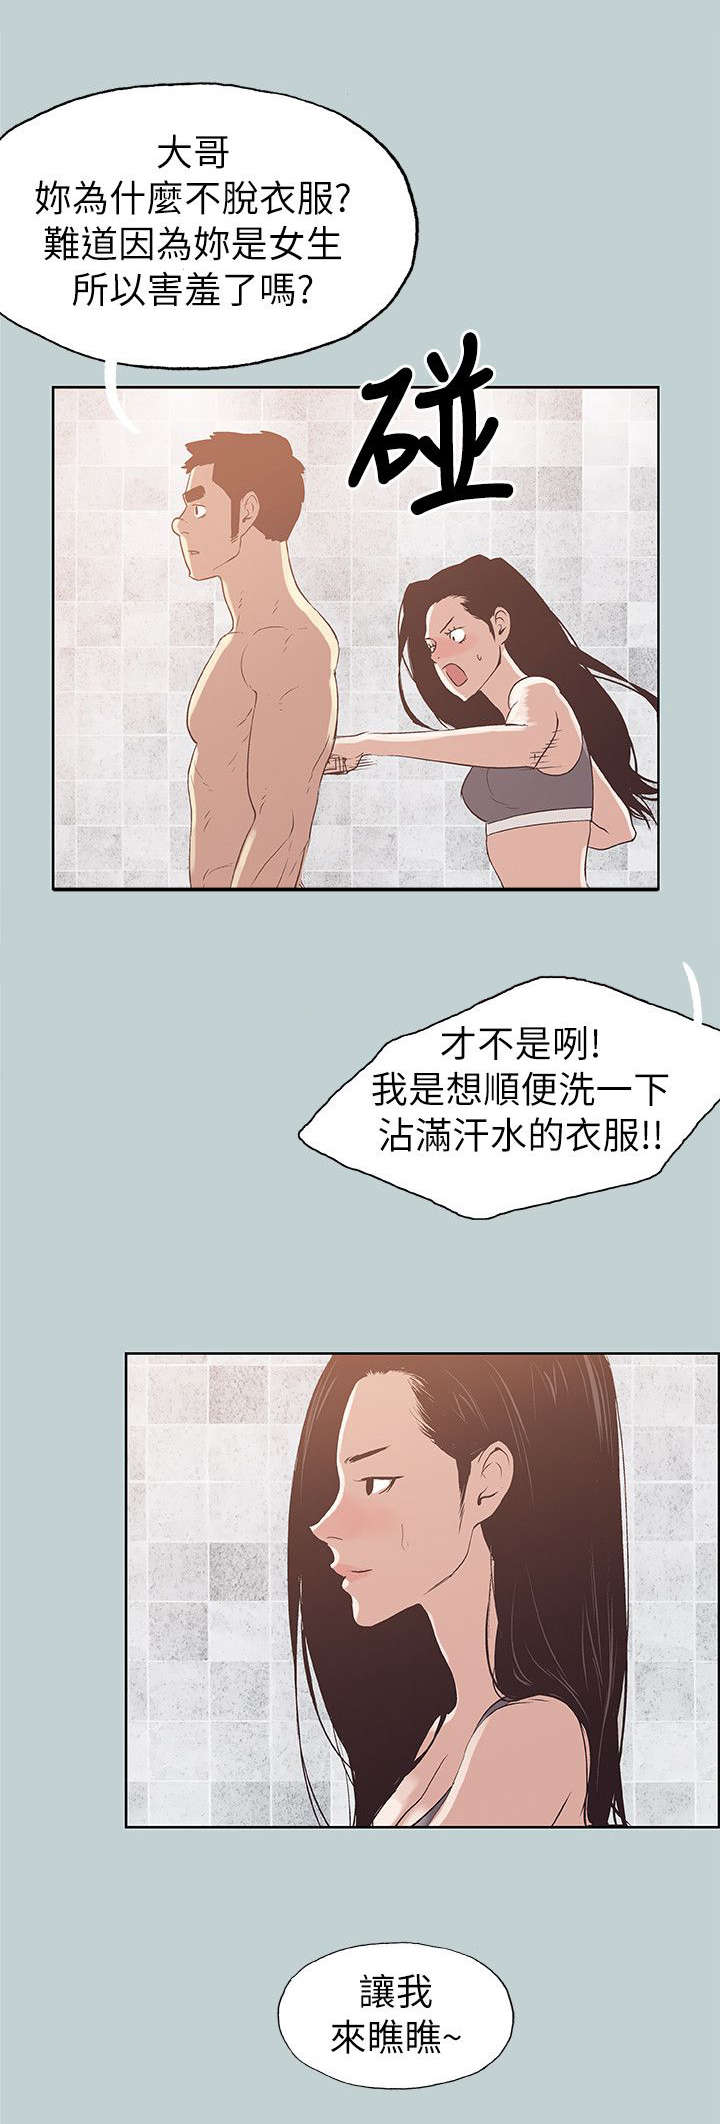 大哥
妳為什麼不脫衣服?
難道因為妳是女生
所以害羞了嗎?
碰
才不是咧!
我是想順便洗一下
沾滿汗水的衣服!!
讓我
來瞧瞧~